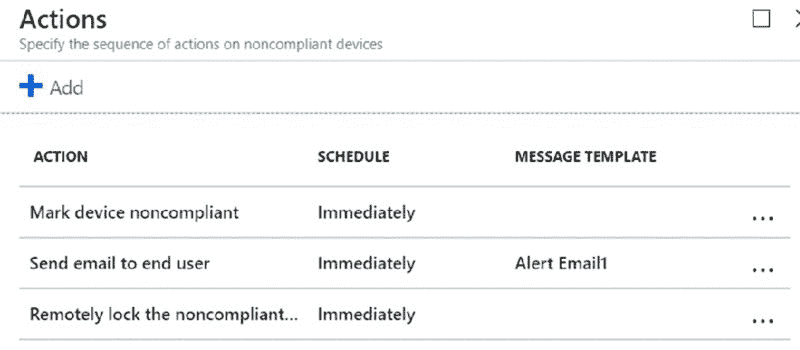 Actions
Specify the sequence of actions on noncompliant devices
Add
ACTION SCHEDULE MESSAGE TEMPLATE
Mark device noncompliant Immediately ...
Send email to end user Immediately Alert Email1 ...
Remotely lock the noncompliant... Immediately ...